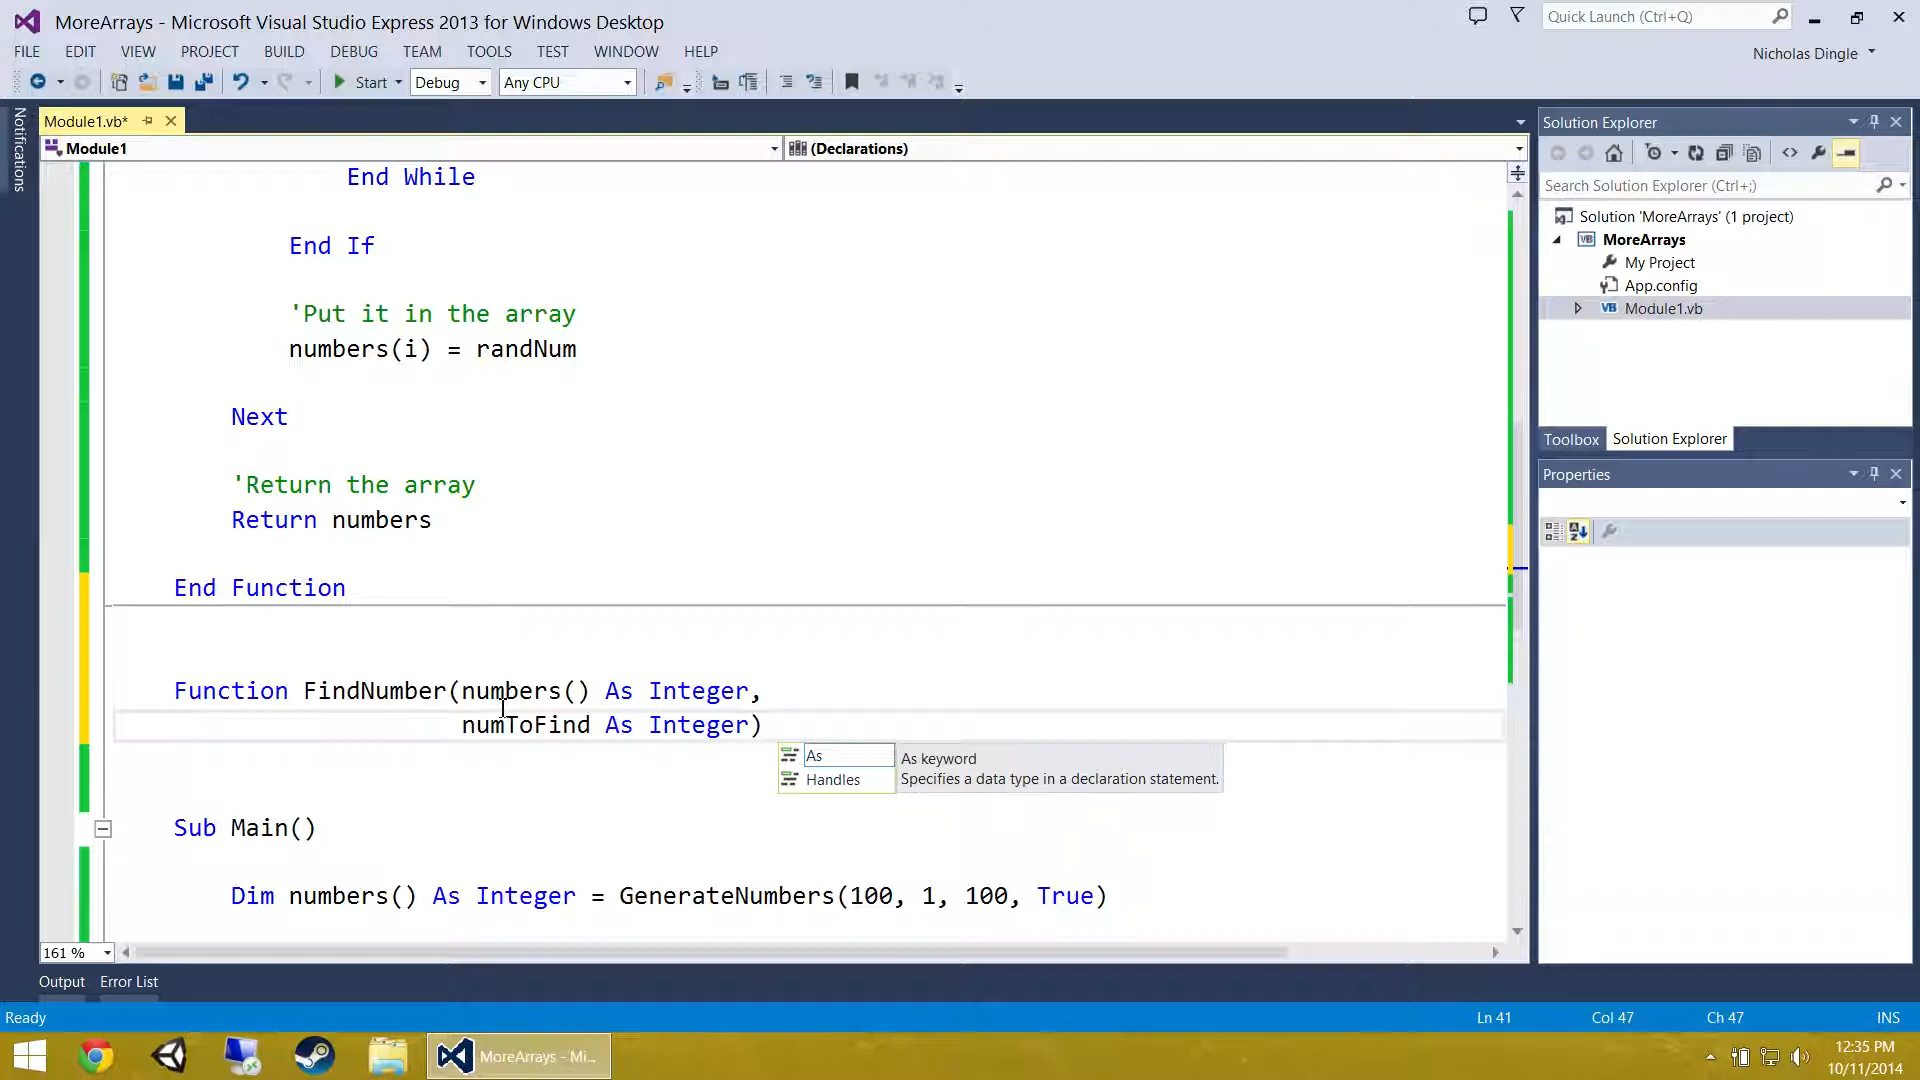 MoreArrays - Microsoft Visual Studio Express 2013 for Windows Desktop
Quick Launch (Ctrl+Q)
FILE EDIT VIEW PROJECT BUILD DEBUG TEAM TOOLS TEST WINDOW HELP
Nicholas Dingle
Start Debug Any CPU
Notifications
Module1.vb*
Module1
(Declarations)
End While
End If
'Put it in the array
numbers(i) = randNum
Next
'Return the array
Return numbers
End Function
Function FindNumber(numbers() As Integer,
numToFind As Integer)
As
Handles
As keyword
Specifies a data type in a declaration statement.
Sub Main()
Dim numbers() As Integer = GenerateNumbers(100, 1, 100, True)
161 %
Solution Explorer
Search Solution Explorer (Ctrl+;)
Solution 'MoreArrays' (1 project)
VB MoreArrays
My Project
App.config
VB Module1.vb
Toolbox Solution Explorer
Properties
Output Error List
Ready
Ln 41 Col 47 Ch 47 INS
MoreArrays - Mi...
12:35 PM
10/11/2014